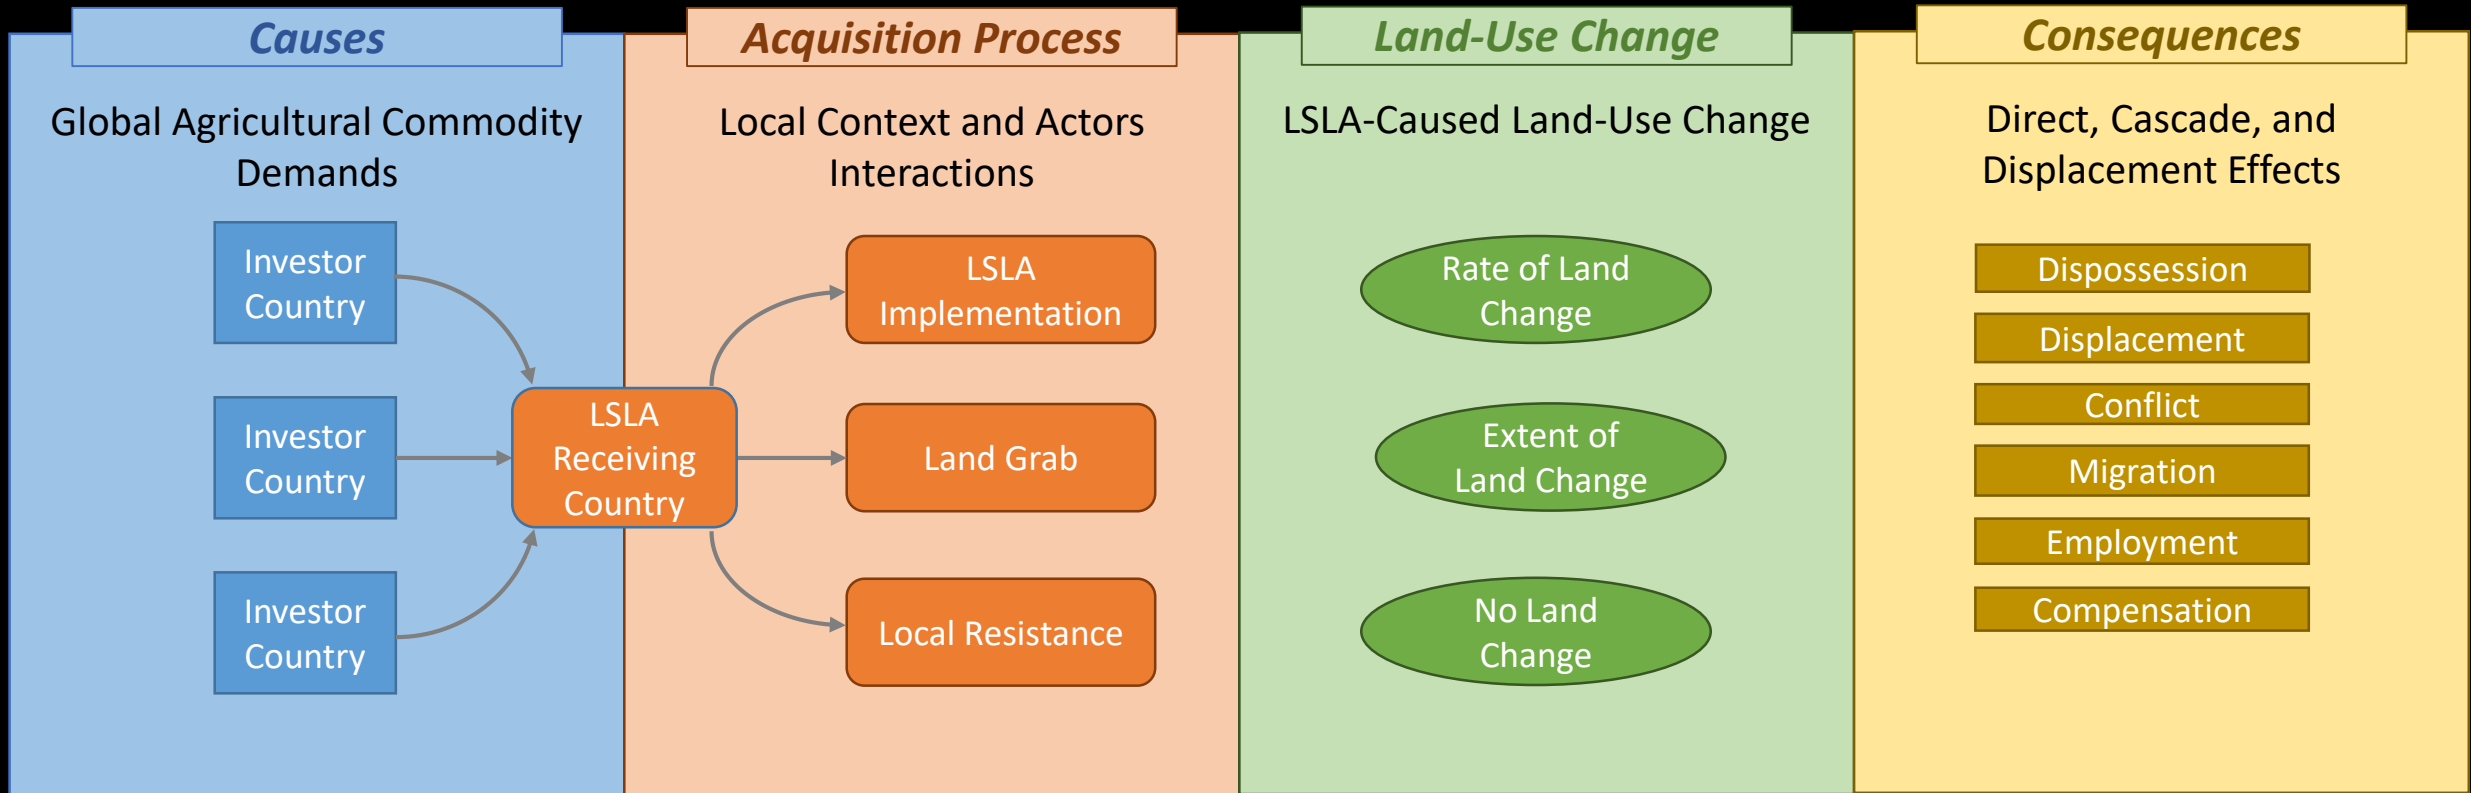 Causes
Global Agricultural Commodity
Demands
Investor
Country
Investor
Country
Investor
Country
LSLA
Receiving
Country
Acquisition Process
Local Context and Actors
Interactions
LSLA
Implementation
Land Grab
Local Resistance
Land-Use Change
LSLA-Caused Land-Use Change
Rate of Land
Change
Extent of
Land Change
No Land
Change
Consequences
Direct, Cascade, and
Displacement Effects
Dispossession
Displacement
Conflict
Migration
Employment
Compensation